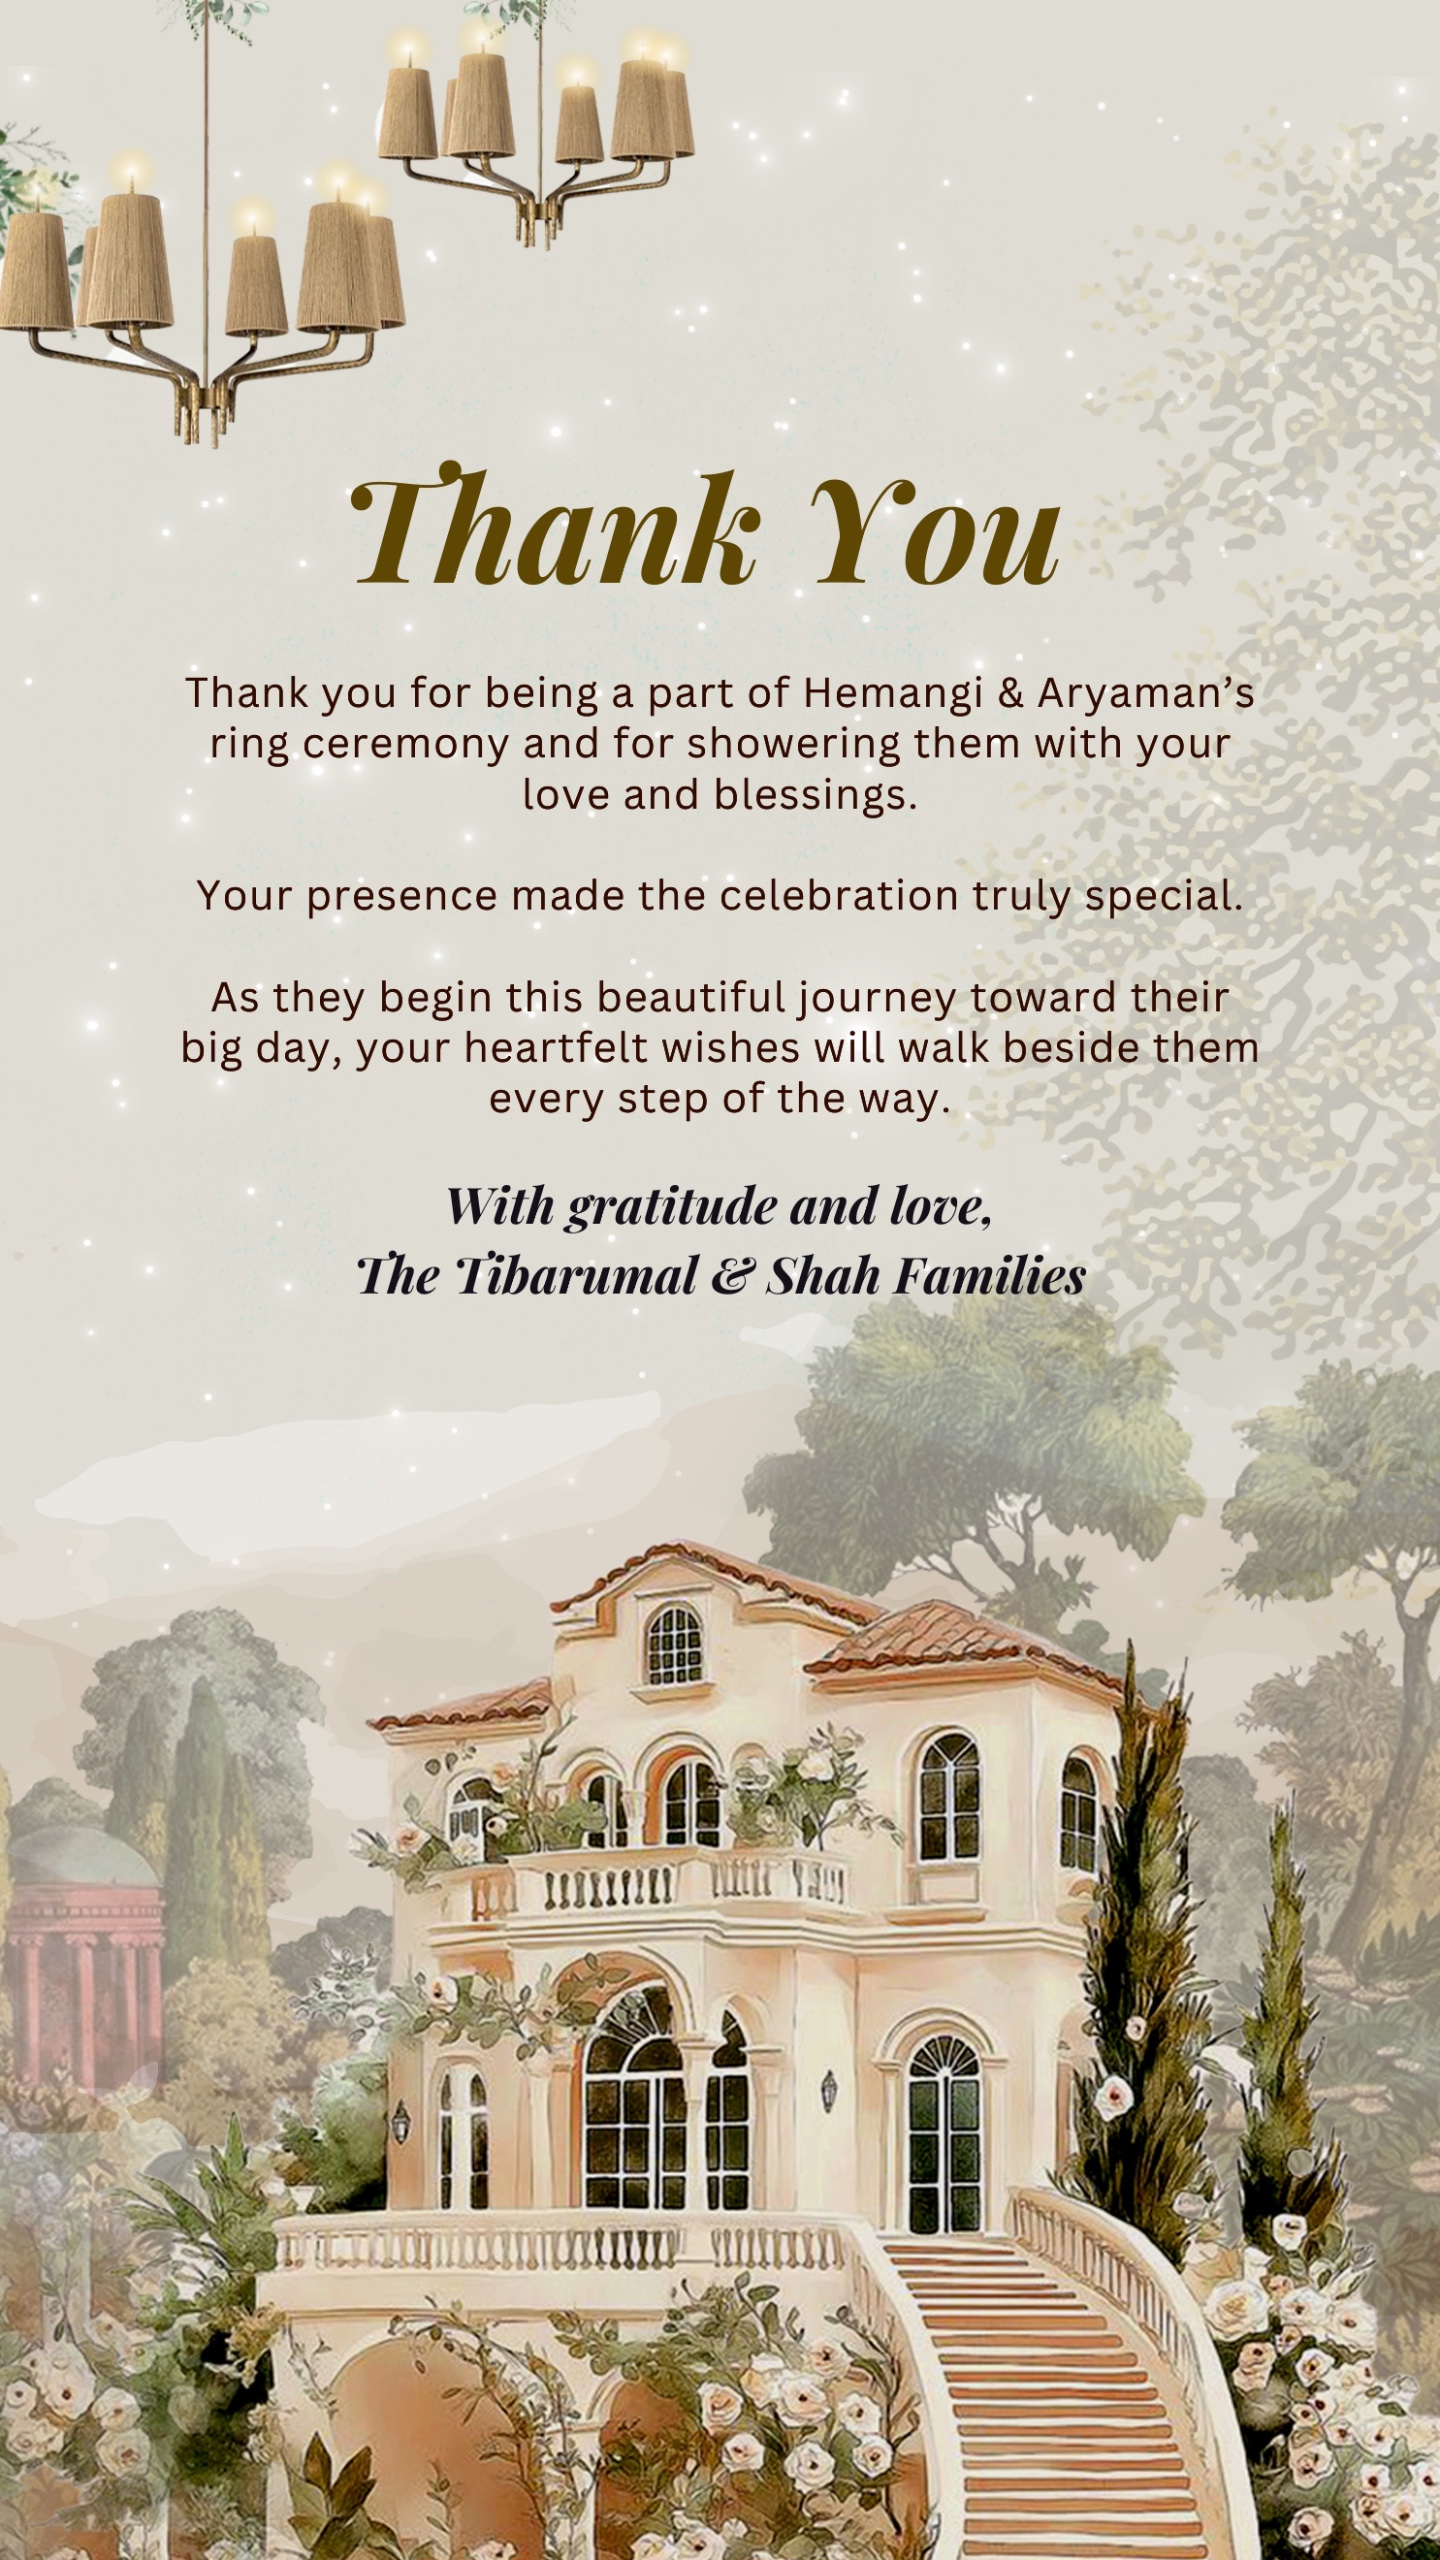 Thank You
Thank you for being a part of Hemangi & Aryaman’s
ring ceremony and for showering them with your
love and blessings.
Your presence made the celebration truly special.
As they begin this beautiful journey toward their
big day, your heartfelt wishes will walk beside them
every step of the way.
With gratitude and love,
The Tibarumal & Shah Families